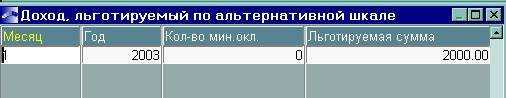 Доход, льготируемый по альтернативной шкале
Месяц Год Кол-во мин.окл. Льготируемая сумма
1 2003 0 2000.00